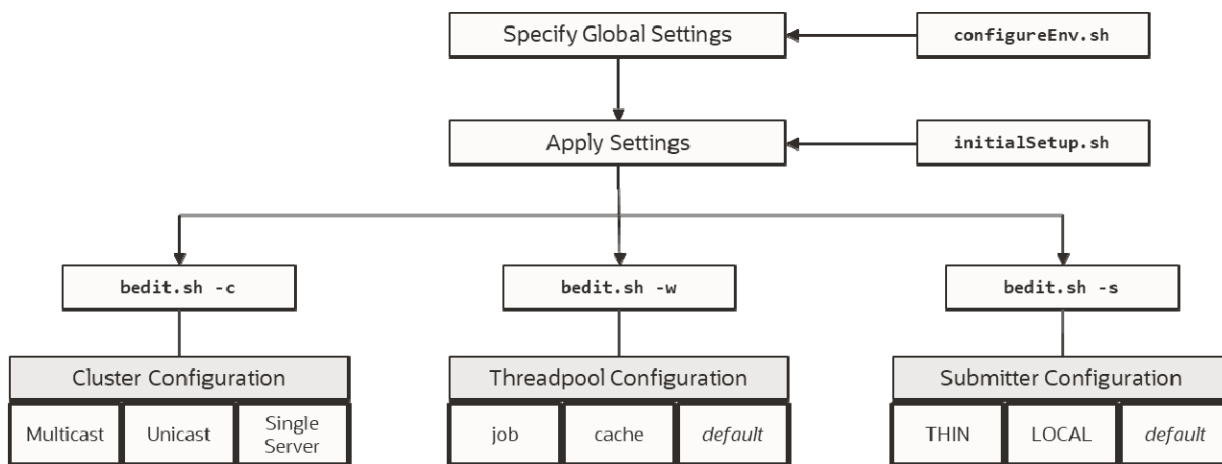 Specify Global Settings
configureEnv.sh
Apply Settings
initialSetup.sh
bedit.sh -c
bedit.sh -w
bedit.sh -s
Cluster Configuration
Threadpool Configuration
Submitter Configuration
Multicast
Unicast
Single
Server
job
cache
default
THIN
LOCAL
default